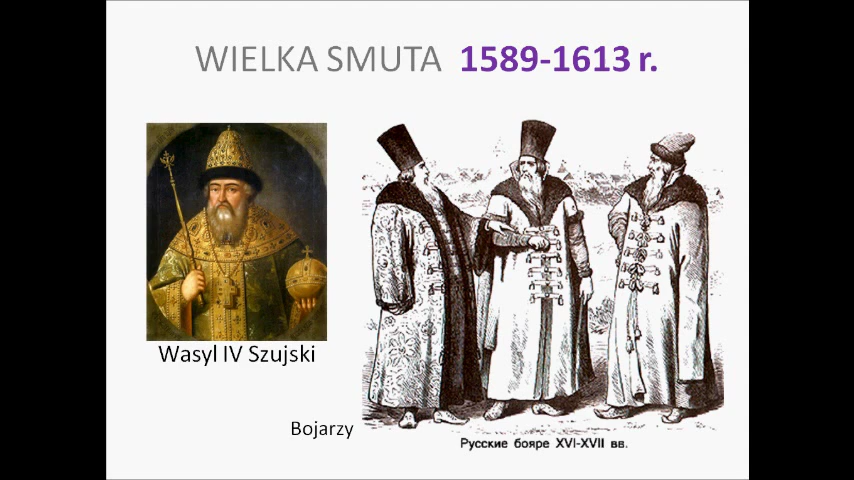 WIELKA SMUTA 1589-1613 r.
Wasyl IV Szujski
Bojarzy
Русские бояре XVI-XVII вв.